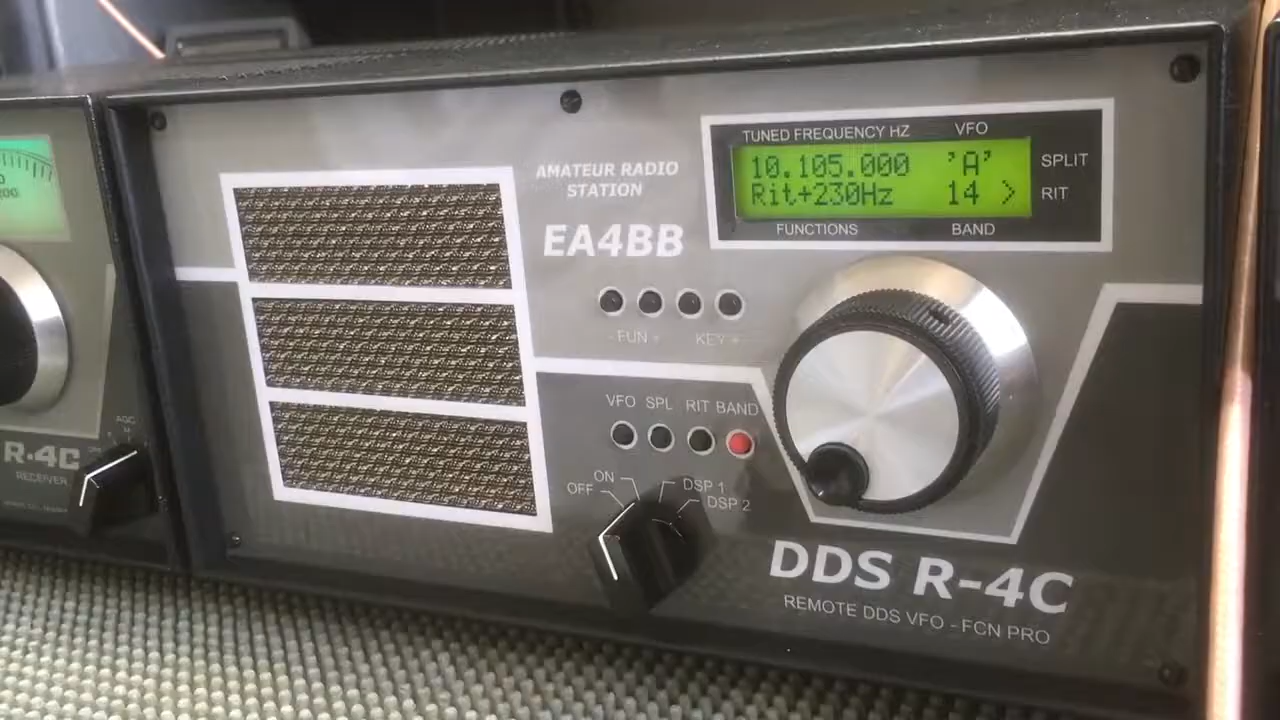 TUNED FREQUENCY HZ VFO
10.105.000 'A' SPLIT
Rit+230Hz 14 > RIT
FUNCTIONS BAND
AMATEUR RADIO
STATION
EA4BB
- FUN + KEY +
VFO SPL RIT BAND
ON DSP 1
OFF DSP 2
DDS R-4C
REMOTE DDS VFO - FCN PRO
AGC
R-4C
RECEIVER